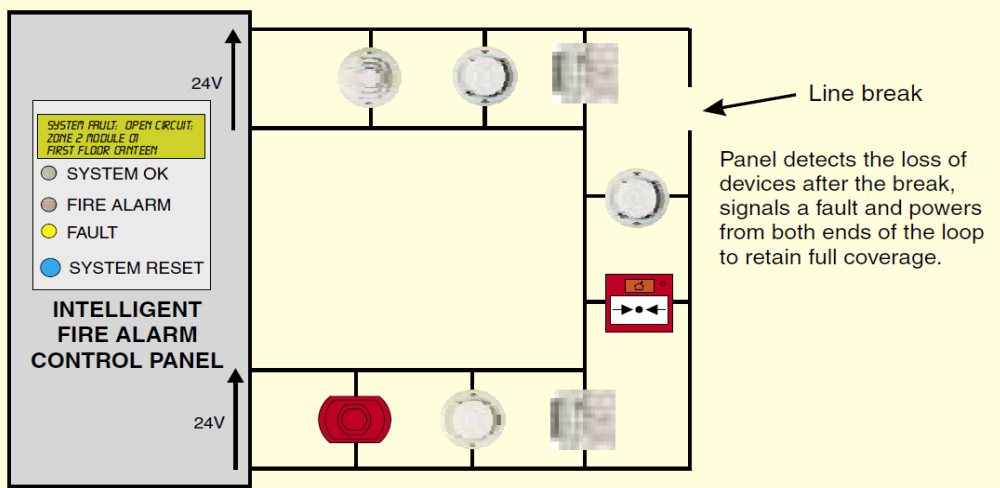 24V
SYSTEM FAULT: OPEN CIRCUIT:
ZONE 2 MODULE 01
FIRST FLOOR CANTEEN
SYSTEM OK
FIRE ALARM
FAULT
SYSTEM RESET
INTELLIGENT
FIRE ALARM
CONTROL PANEL
24V
Line break
Panel detects the loss of
devices after the break,
signals a fault and powers
from both ends of the loop
to retain full coverage.